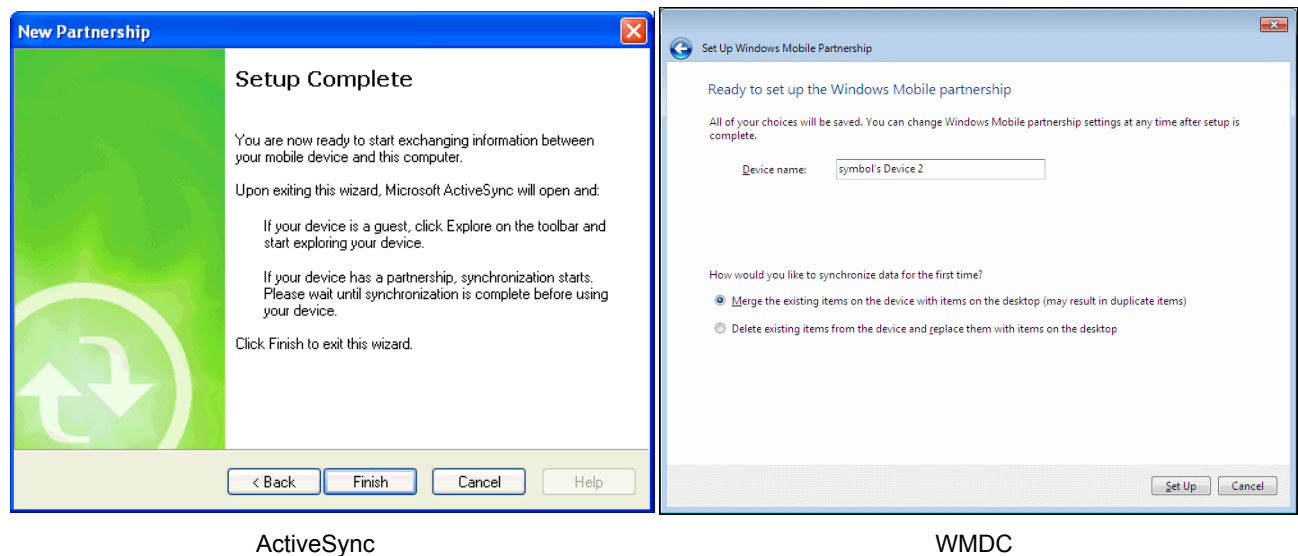 New Partnership
Setup Complete
You are now ready to start exchanging information between
your mobile device and this computer.
Upon exiting this wizard, Microsoft ActiveSync will open and:
If your device is a guest, click Explore on the toolbar and
start exploring your device.
If your device has a partnership, synchronization starts.
Please wait until synchronization is complete before using
your device.
Click Finish to exit this wizard.
< Back
Finish
Cancel
Help
ActiveSync
Set Up Windows Mobile Partnership
Ready to set up the Windows Mobile partnership
All of your choices will be saved. You can change Windows Mobile partnership settings at any time after setup is
complete.
Device name: symbol's Device 2
How would you like to synchronize data for the first time?
Merge the existing items on the device with items on the desktop (may result in duplicate items)
Delete existing items from the device and replace them with items on the desktop
Set Up
Cancel
WMDC